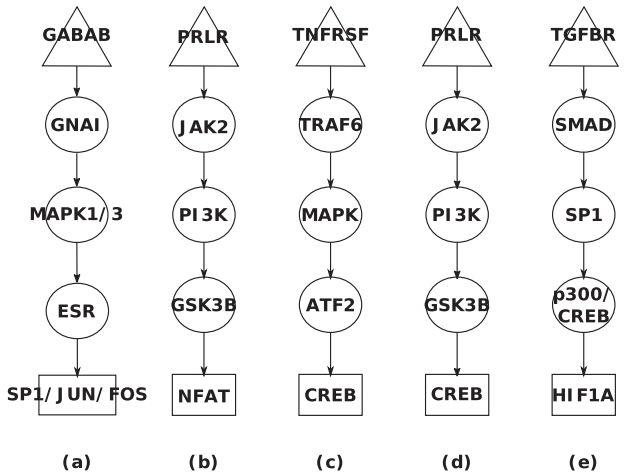 GABAB
GNAI
MAPK1/3
ESR
SP1/JUN/FOS
(a)
PRLR
JAK2
PI3K
GSK3B
NFAT
(b)
TNFRSF
TRAF6
MAPK
ATF2
CREB
(c)
PRLR
JAK2
PI3K
GSK3B
CREB
(d)
TGFBR
SMAD
SP1
p300/
CREB
HIF1A
(e)